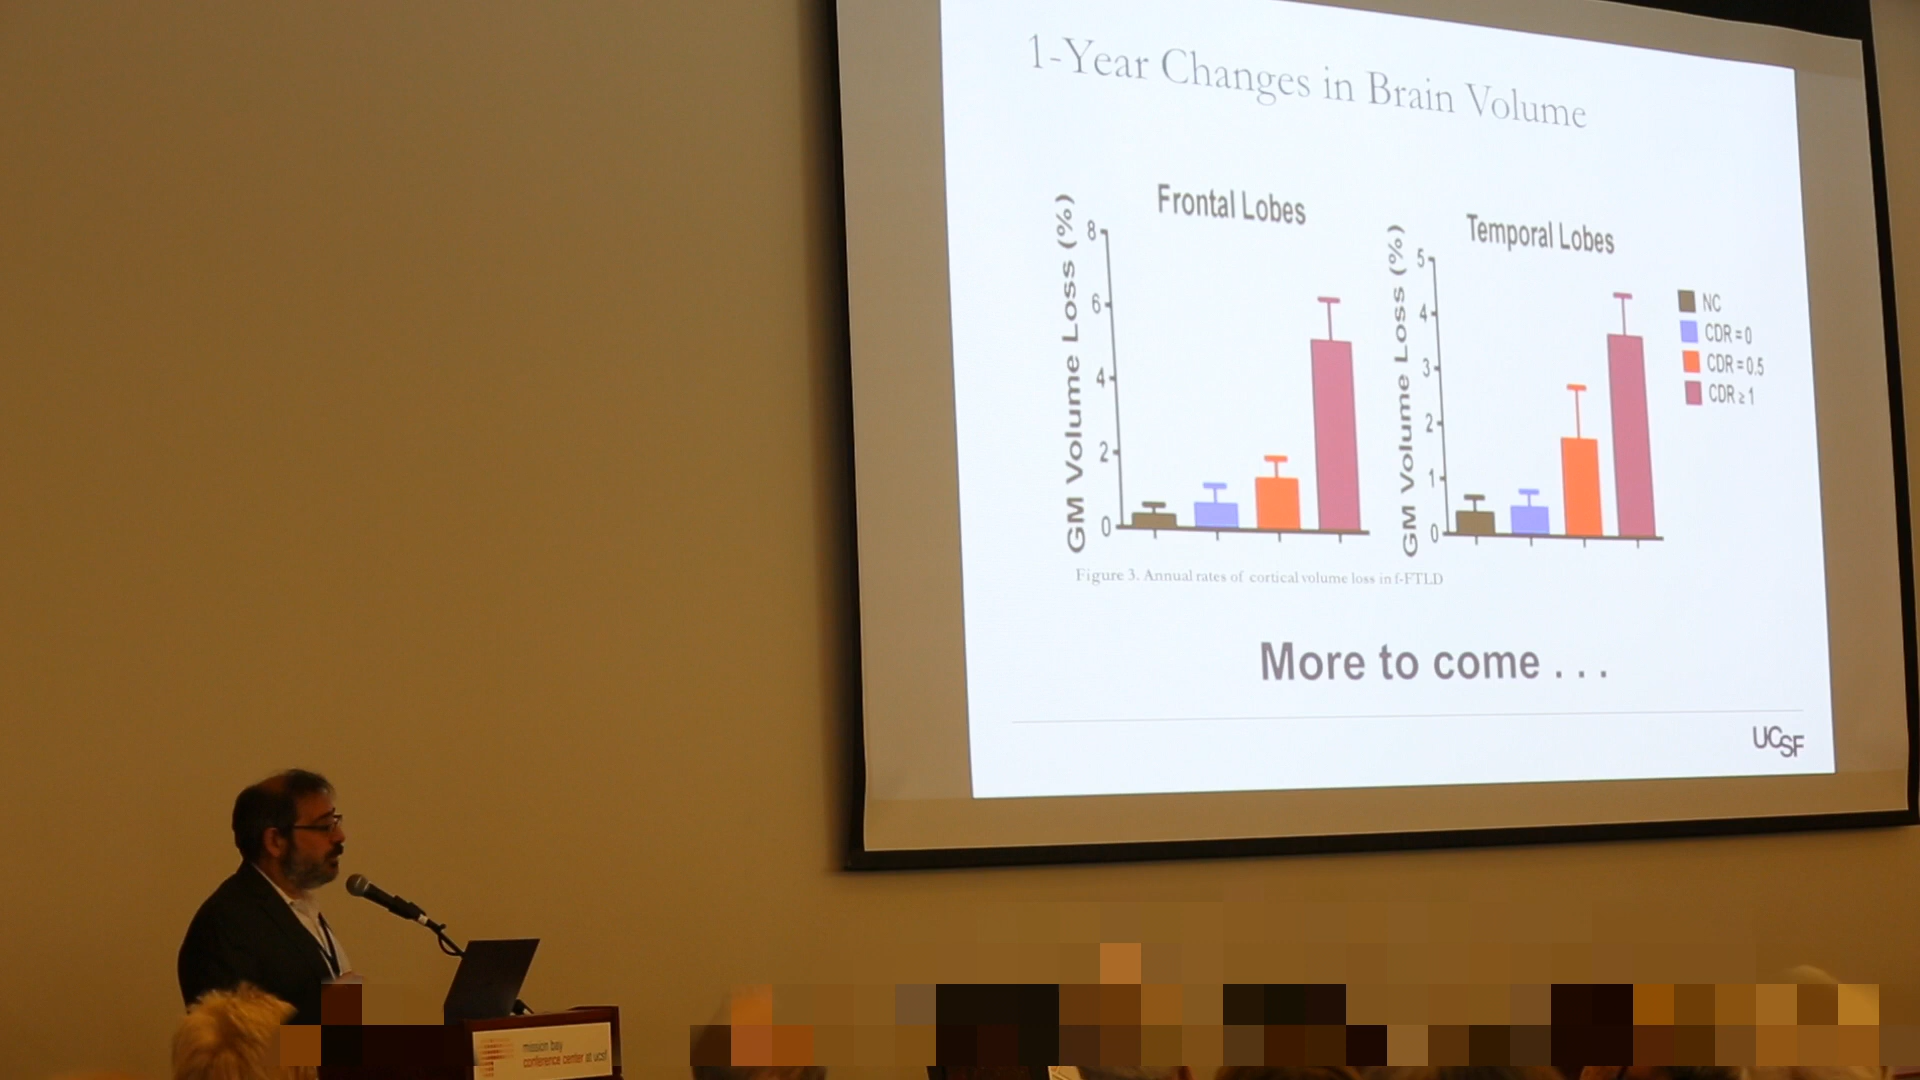 1-Year Changes in Brain Volume
Frontal Lobes
GM Volume Loss (%)
8
6
4
2
0
Temporal Lobes
GM Volume Loss (%)
5
4
3
2
1
0
NC
CDR = 0
CDR = 0.5
CDR ≥ 1
Figure 3. Annual rates of cortical volume loss in f-FTLD
More to come . . .
UCSF
mission bay
conference center at ucsf